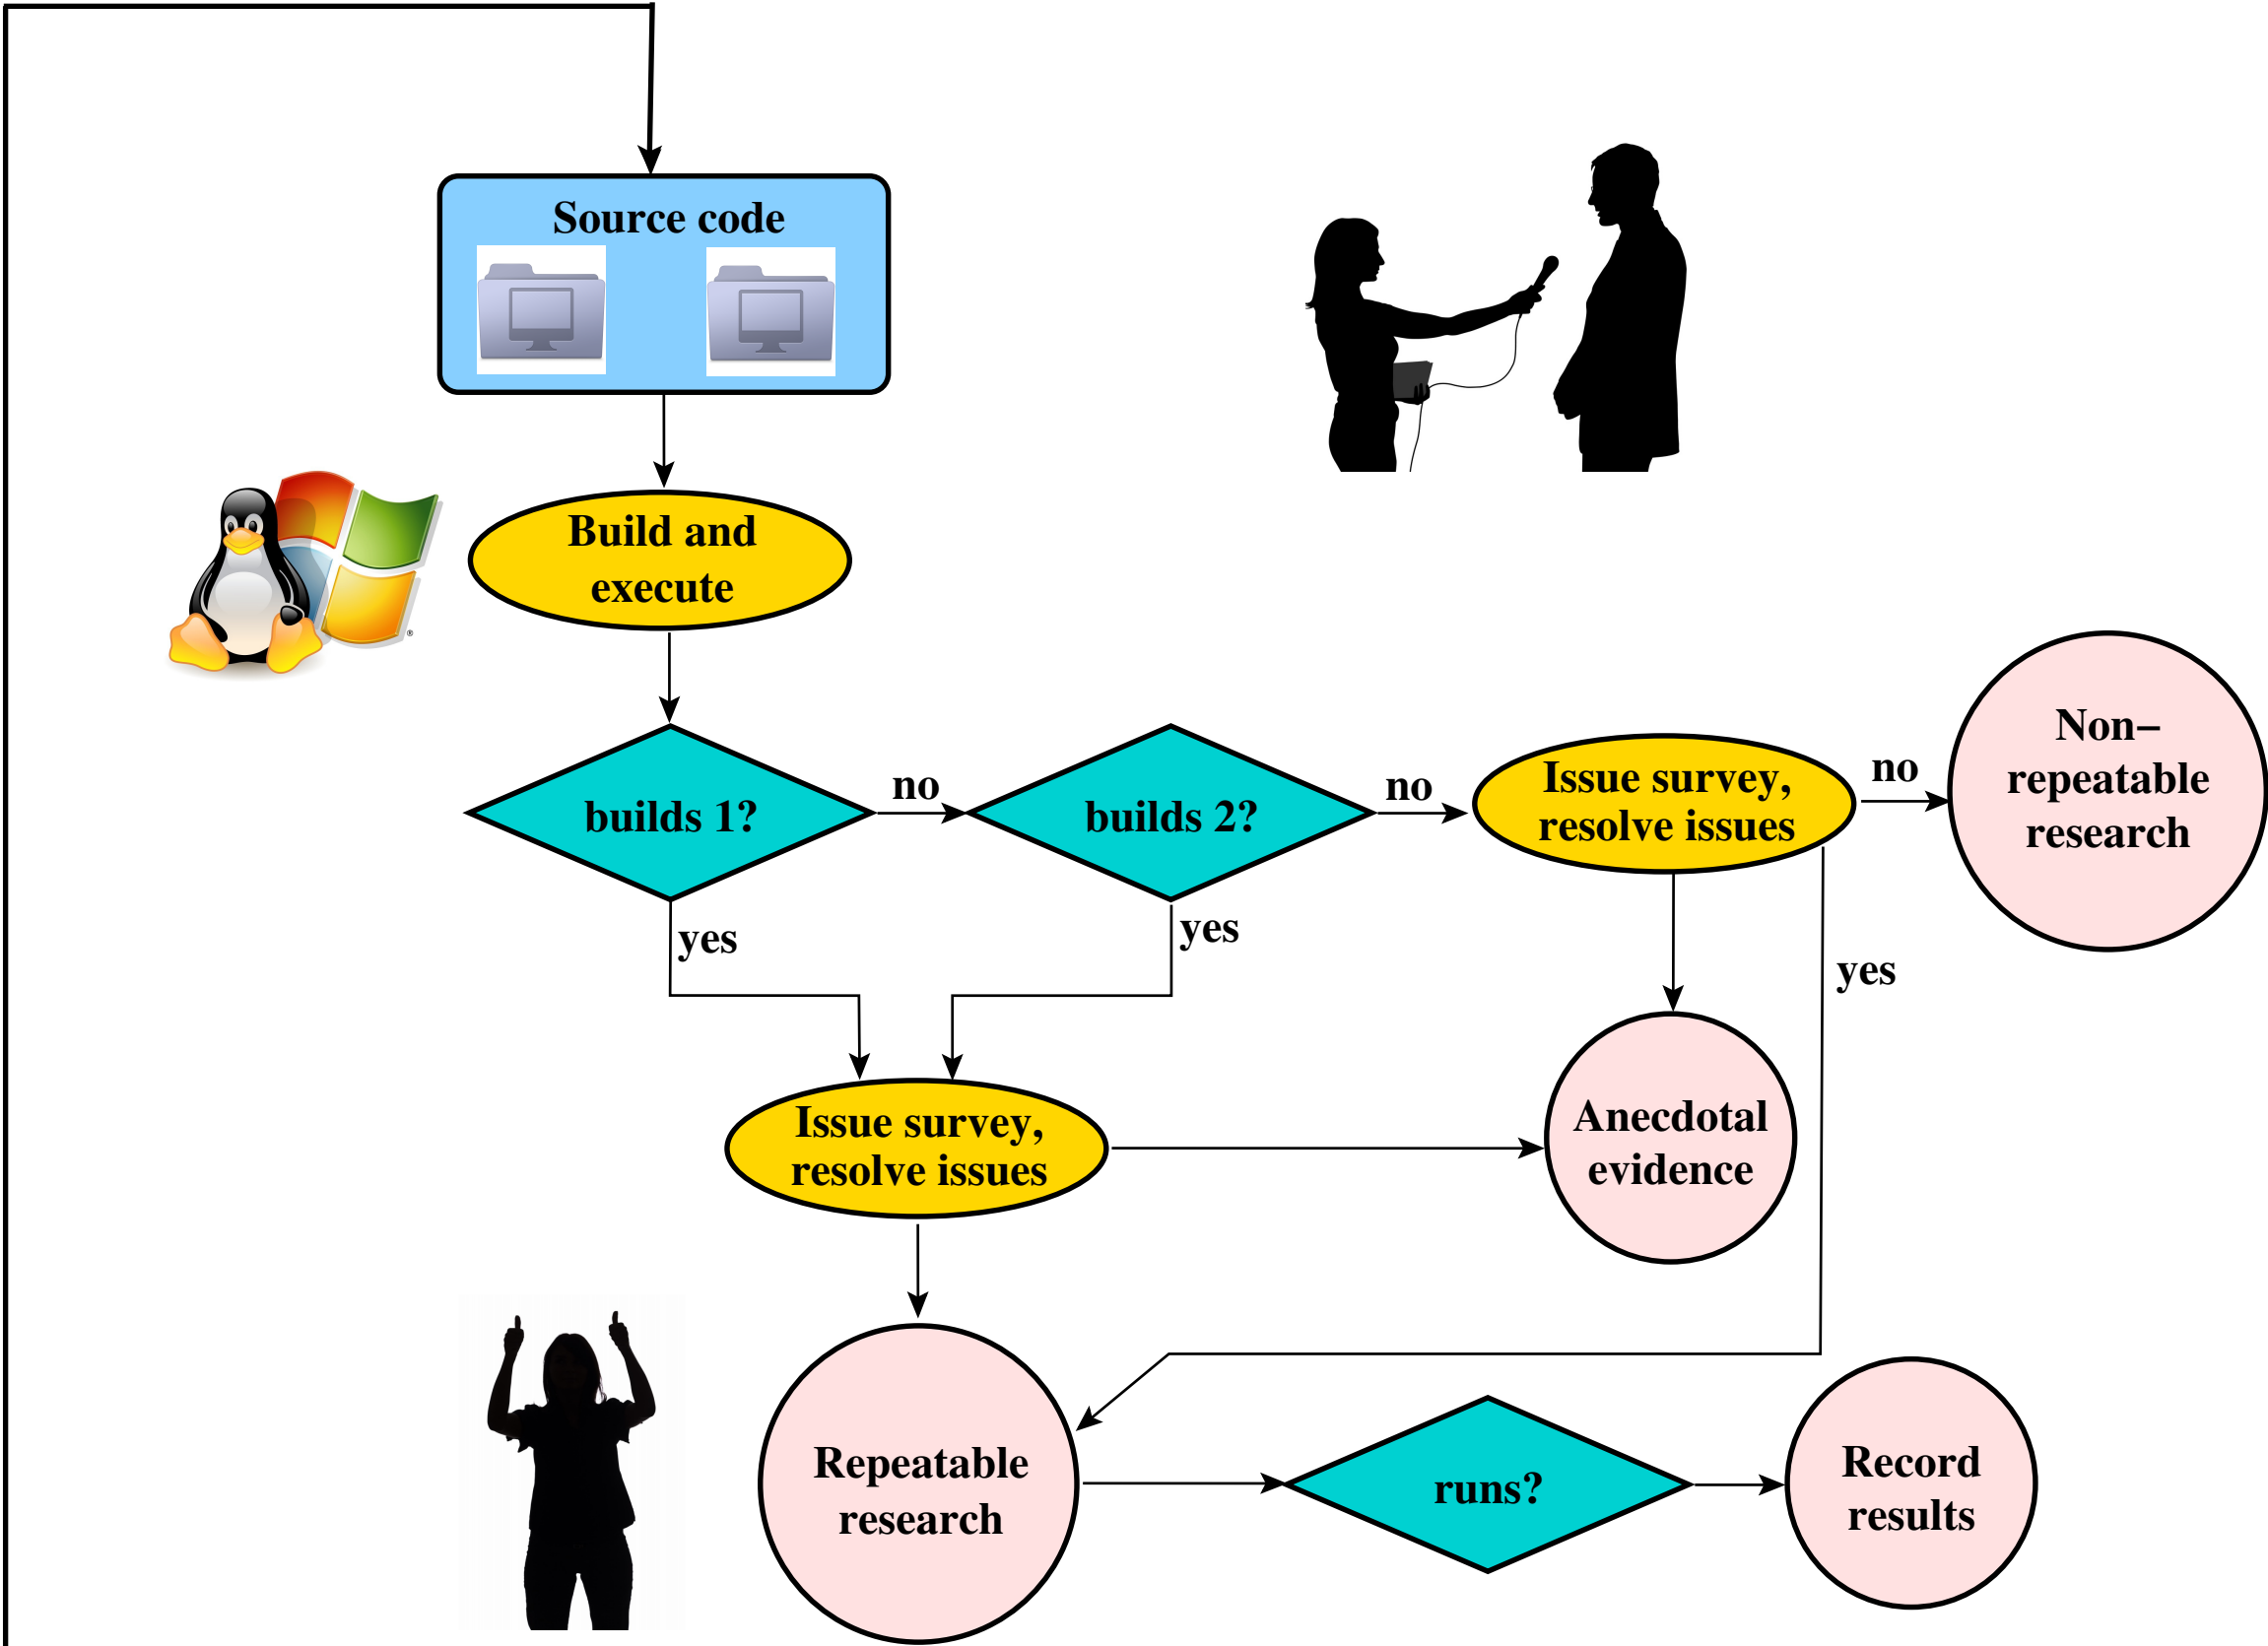 Source code
Build and
execute
®
builds 1?
no
builds 2?
no
Issue survey,
resolve issues
no
Non–
repeatable
research
yes
yes
yes
Issue survey,
resolve issues
Anecdotal
evidence
Repeatable
research
runs?
Record
results